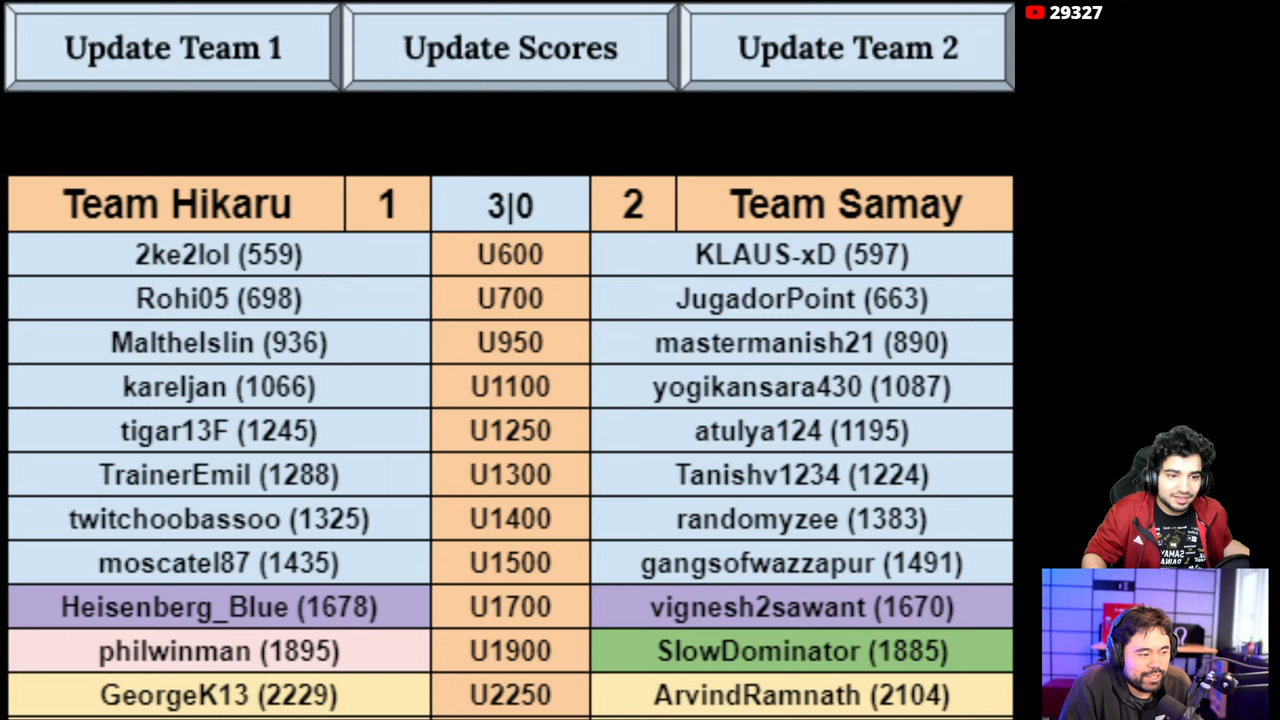 Update Team 1 Update Scores Update Team 2 29327
Team Hikaru 1 3|0 2 Team Samay
2ke2lol (559) U600 KLAUS-xD (597)
Rohi05 (698) U700 JugadorPoint (663)
MaltheIslin (936) U950 mastermanish21 (890)
kareljan (1066) U1100 yogikansara430 (1087)
tigar13F (1245) U1250 atulya124 (1195)
TrainerEmil (1288) U1300 Tanishv1234 (1224)
twitchoobassoo (1325) U1400 randomyzee (1383)
moscatel87 (1435) U1500 gangsofwazzapur (1491)
Heisenberg_Blue (1678) U1700 vignesh2sawant (1670)
philwinman (1895) U1900 SlowDominator (1885)
GeorgeK13 (2229) U2250 ArvindRamnath (2104)